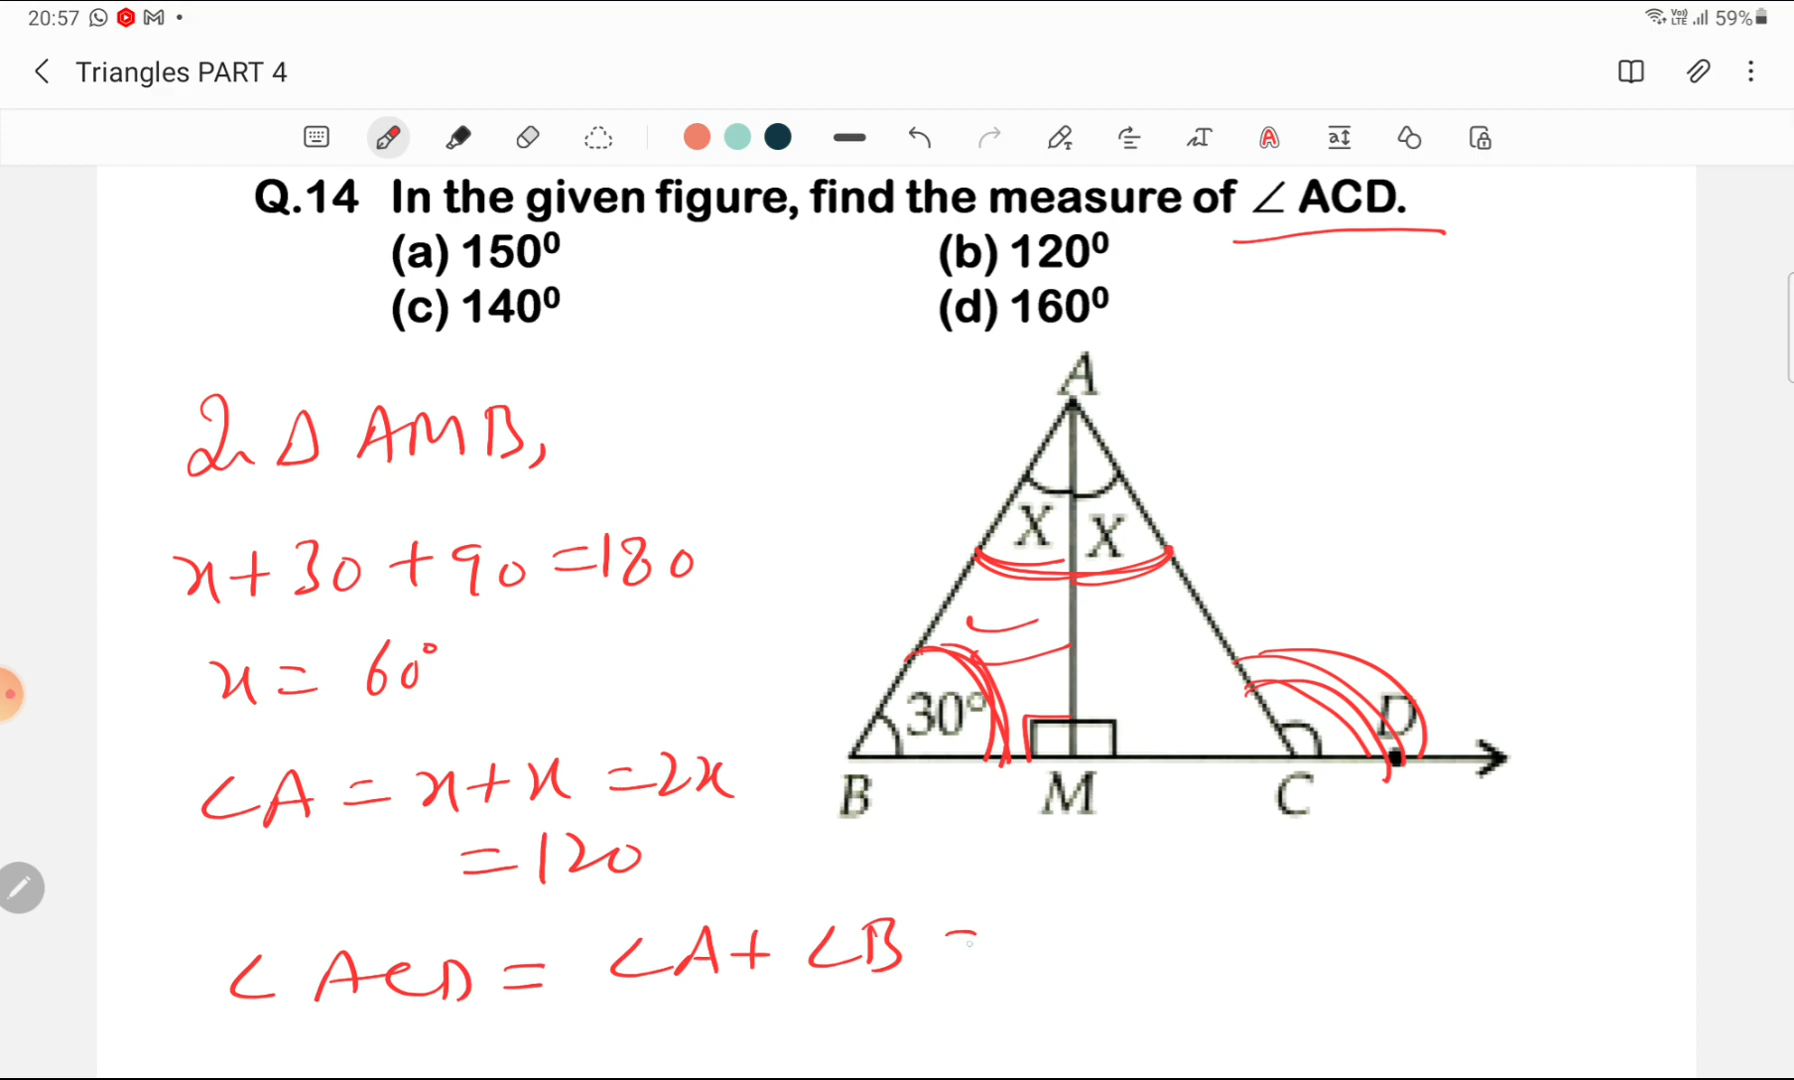 20:57 59%
Triangles PART 4
Q.14 In the given figure, find the measure of ∠ ACD.
(a) 150⁰ (b) 120⁰
(c) 140⁰ (d) 160⁰
In Δ AMB,
x+30+90=180
x= 60°
∠A = x+x =2x
=120
∠ACD = ∠A+ ∠B =
A
X X
30°
D
B M C